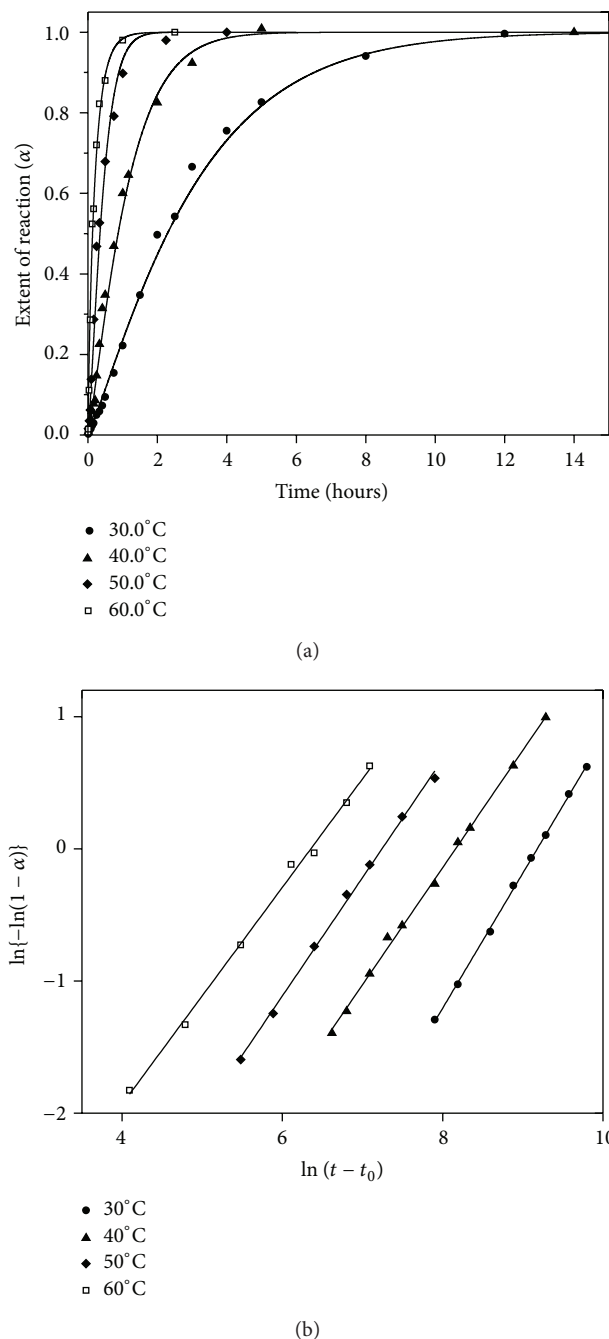 1.0
0.8
0.6
0.4
0.2
0.0
Extent of reaction (α)
0 2 4 6 8 10 12 14
Time (hours)
30.0°C
40.0°C
50.0°C
60.0°C
(a)
1
0
−1
−2
ln{−ln(1 − α)}
4 6 8 10
ln (t − t₀)
30°C
40°C
50°C
60°C
(b)